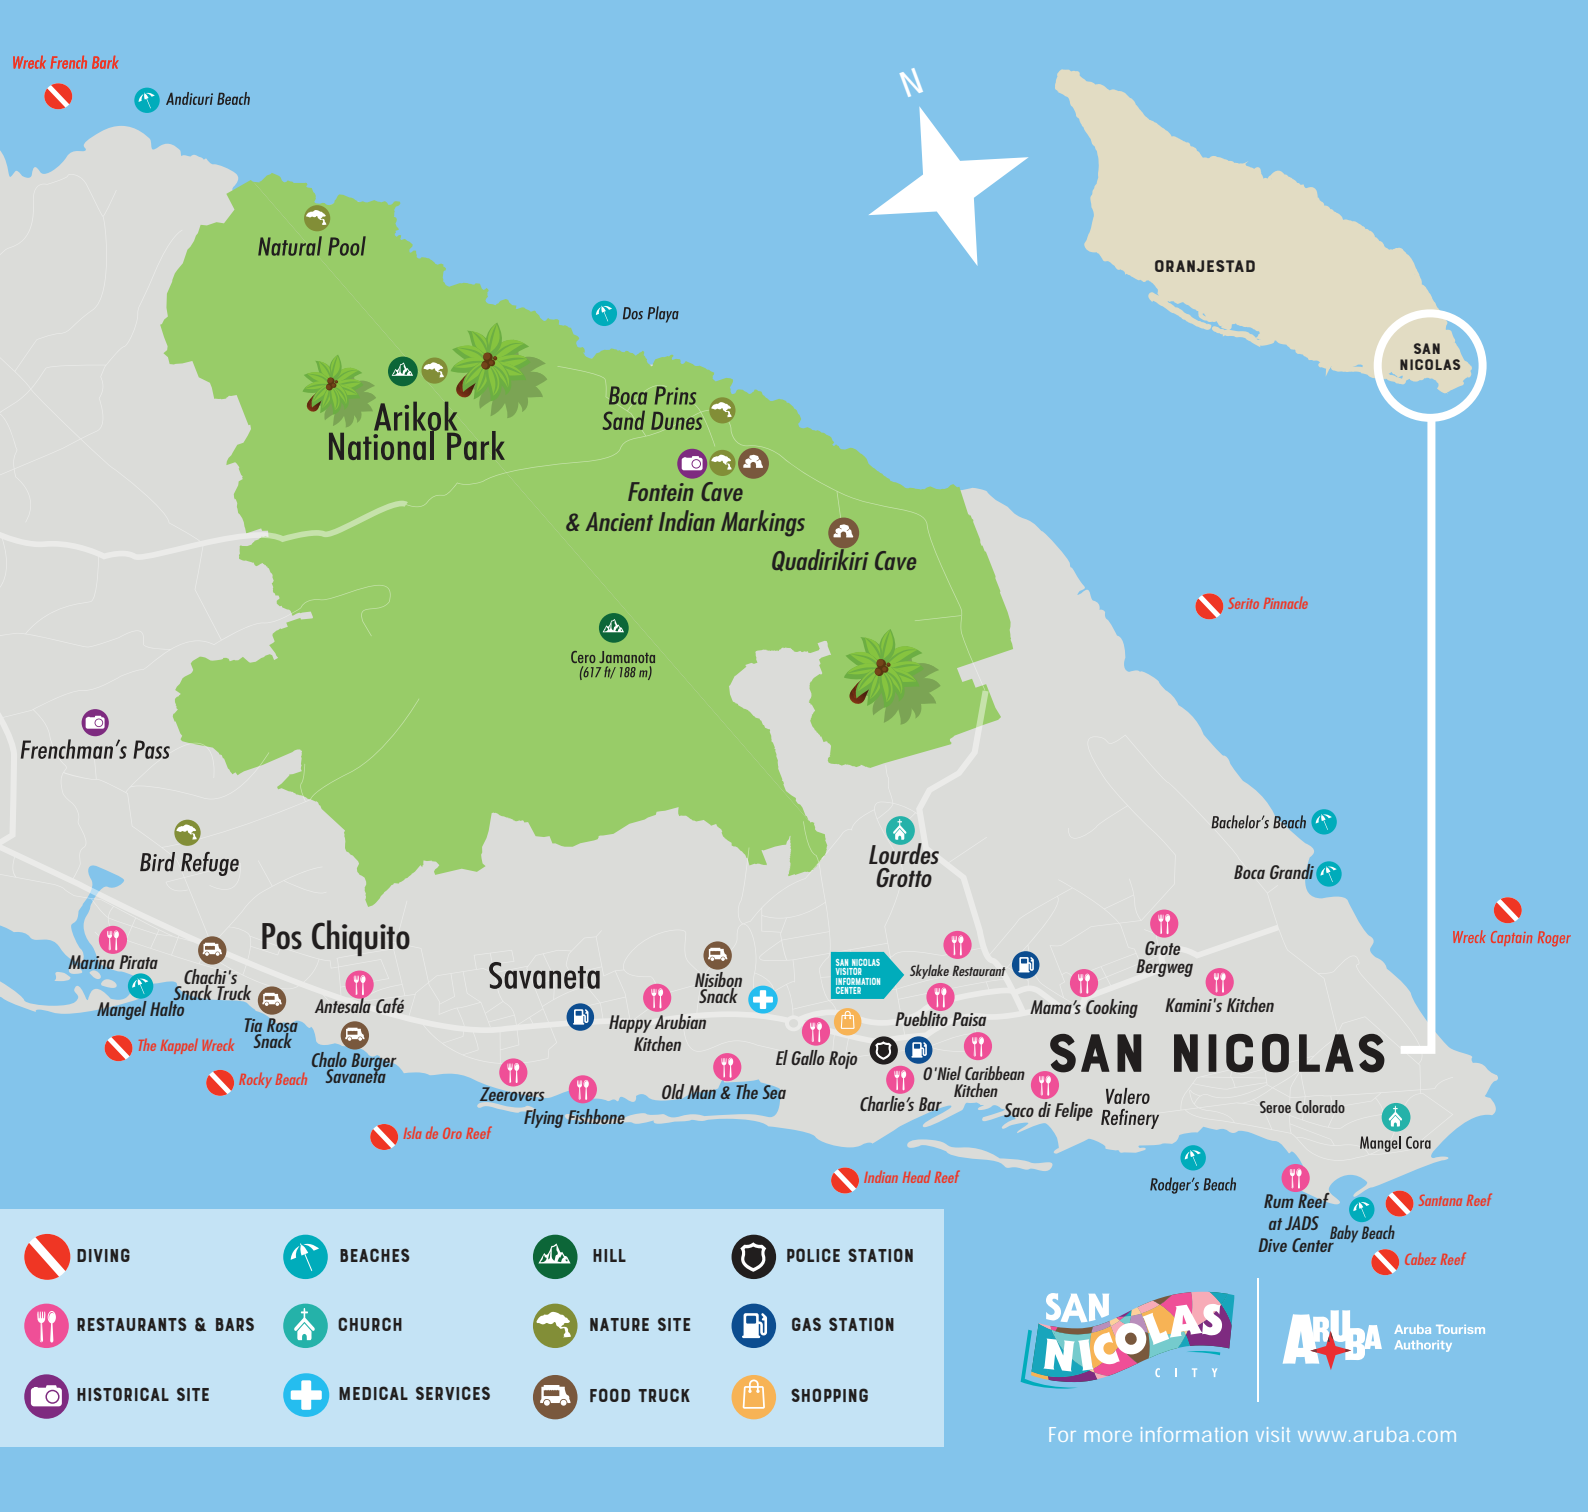 Wreck French Bark
Andicuri Beach
N
Natural Pool
ORANJESTAD
SAN
NICOLAS
Dos Playa
Arikok
National Park
Boca Prins
Sand Dunes
Fontein Cave
& Ancient Indian Markings
Quadirikiri Cave
Serito Pinnacle
Cero Jamanota
(617 ft/ 188 m)
Frenchman's Pass
Bird Refuge
Lourdes
Grotto
Bachelor's Beach
Boca Grandi
Wreck Captain Roger
Pos Chiquito
Savaneta
Marina Pirata
Chachi's
Snack Truck
Mangel Halto
Tia Rosa
Snack
Antesala Café
Chalo Burger
Savaneta
The Kappel Wreck
Rocky Beach
Isla de Oro Reef
Zeerovers
Flying Fishbone
Happy Arubian
Kitchen
Nisibon
Snack
Old Man & The Sea
SAN NICOLAS
VISITOR
INFORMATION
CENTER
Skylake Restaurant
Pueblito Paisa
El Gallo Rojo
Charlie's Bar
O'Niel Caribbean
Kitchen
Saco di Felipe
Mama's Cooking
Grote
Bergweg
Kamini's Kitchen
SAN NICOLAS
Valero
Refinery
Seroe Colorado
Mangel Cora
Indian Head Reef
Rodger's Beach
Rum Reef
at JADS
Dive Center
Baby Beach
Santana Reef
Cabez Reef
DIVING
BEACHES
HILL
POLICE STATION
RESTAURANTS & BARS
CHURCH
NATURE SITE
GAS STATION
HISTORICAL SITE
MEDICAL SERVICES
FOOD TRUCK
SHOPPING
SAN
NICOLAS
CITY
ARUBA
Aruba Tourism
Authority
For more information visit www.aruba.com